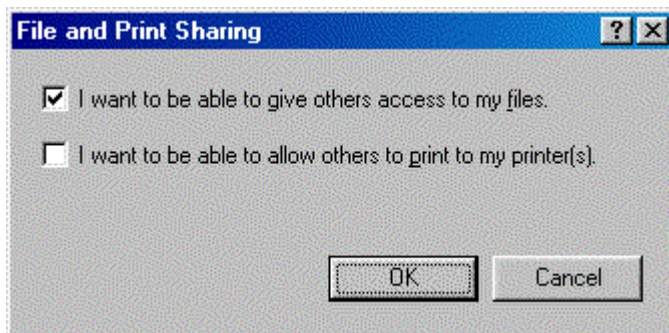 File and Print Sharing
I want to be able to give others access to my files.
I want to be able to allow others to print to my printer(s).
OK Cancel